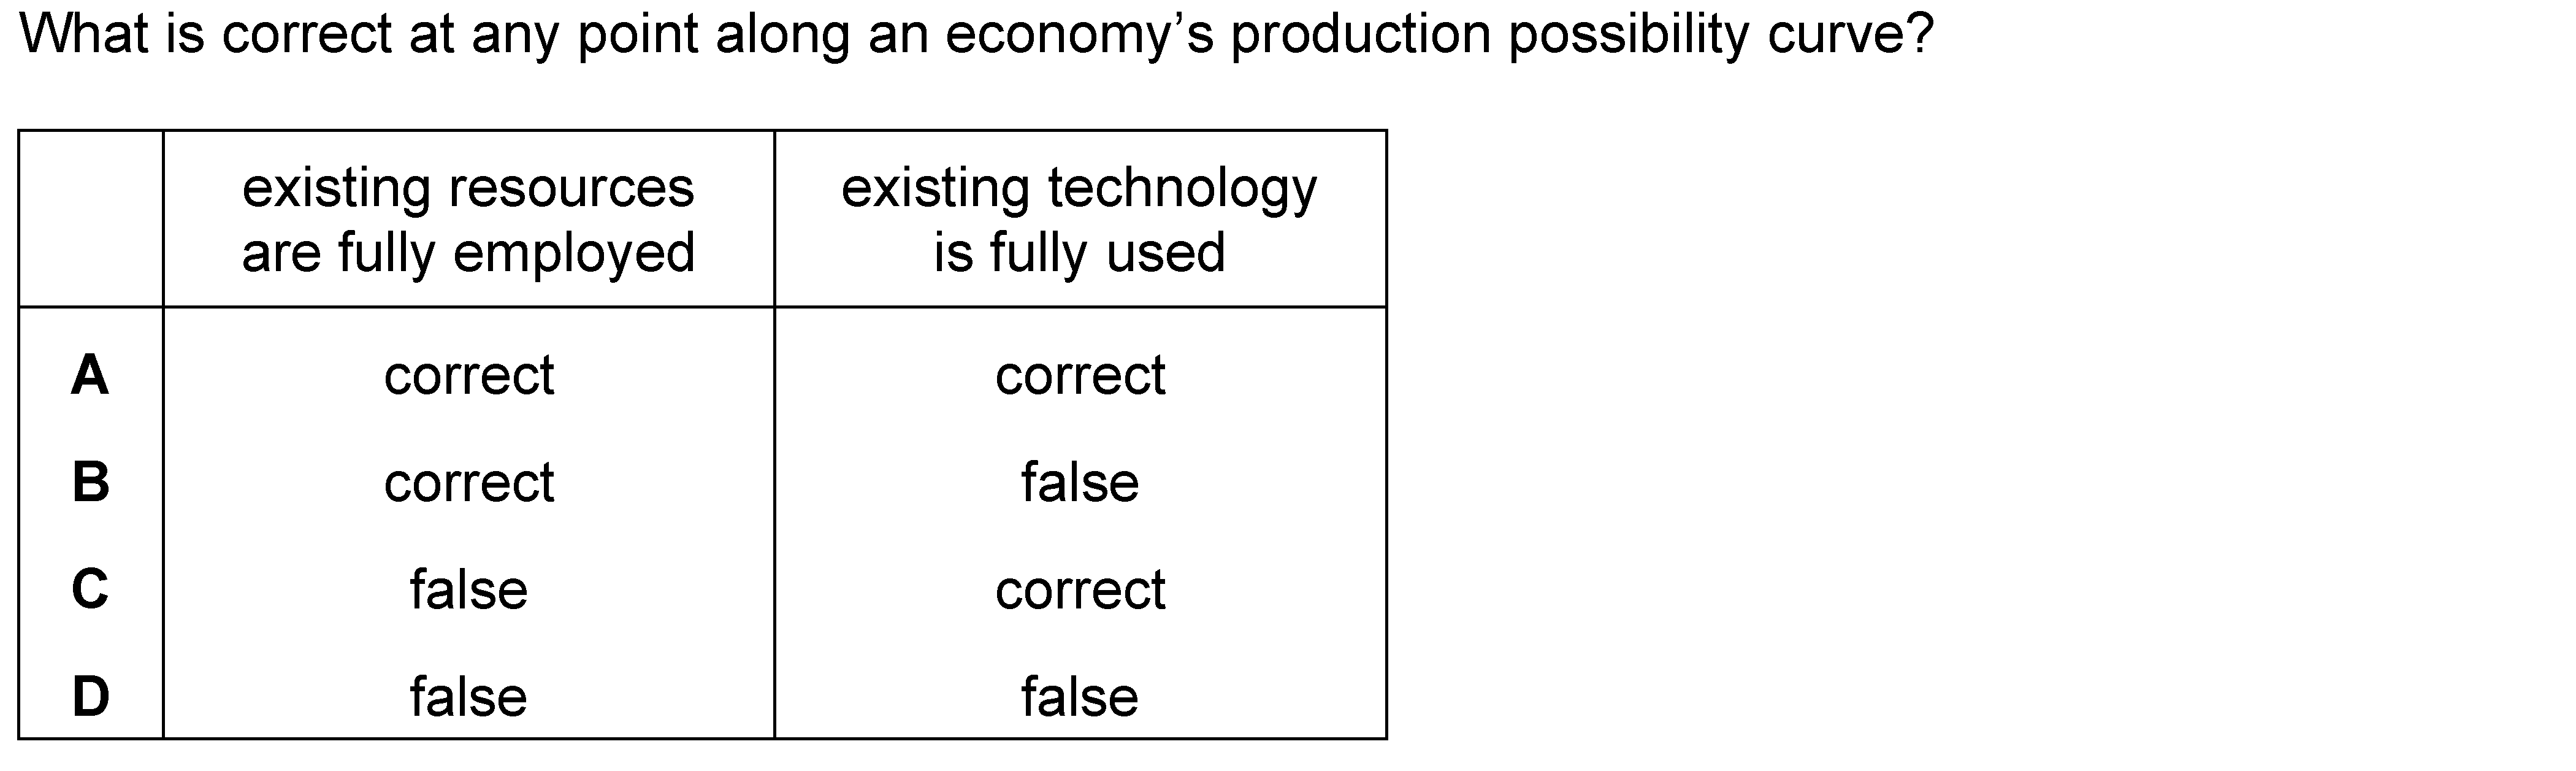 What is correct at any point along an economy’s production possibility curve?
existing resources
are fully employed
existing technology
is fully used
A correct correct
B correct false
C false correct
D false false